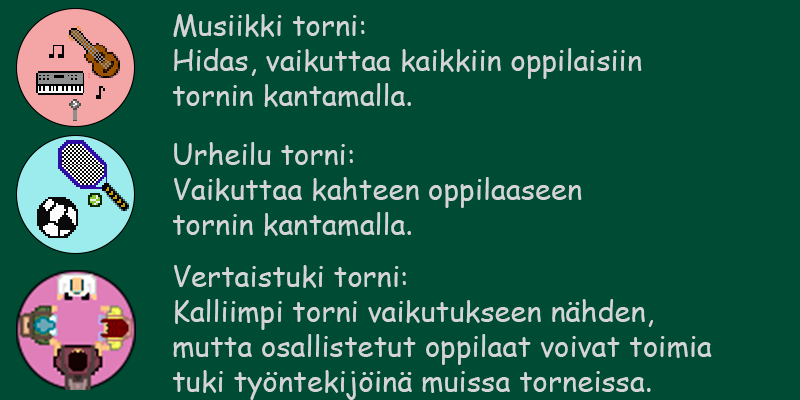 Musiikki torni:
Hidas, vaikuttaa kaikkiin oppilaisiin
tornin kantamalla.
Urheilu torni:
Vaikuttaa kahteen oppilaaseen
tornin kantamalla.
Vertaistuki torni:
Kalliimpi torni vaikutukseen nähden,
mutta osallistetut oppilaat voivat toimia
tuki työntekijöinä muissa torneissa.